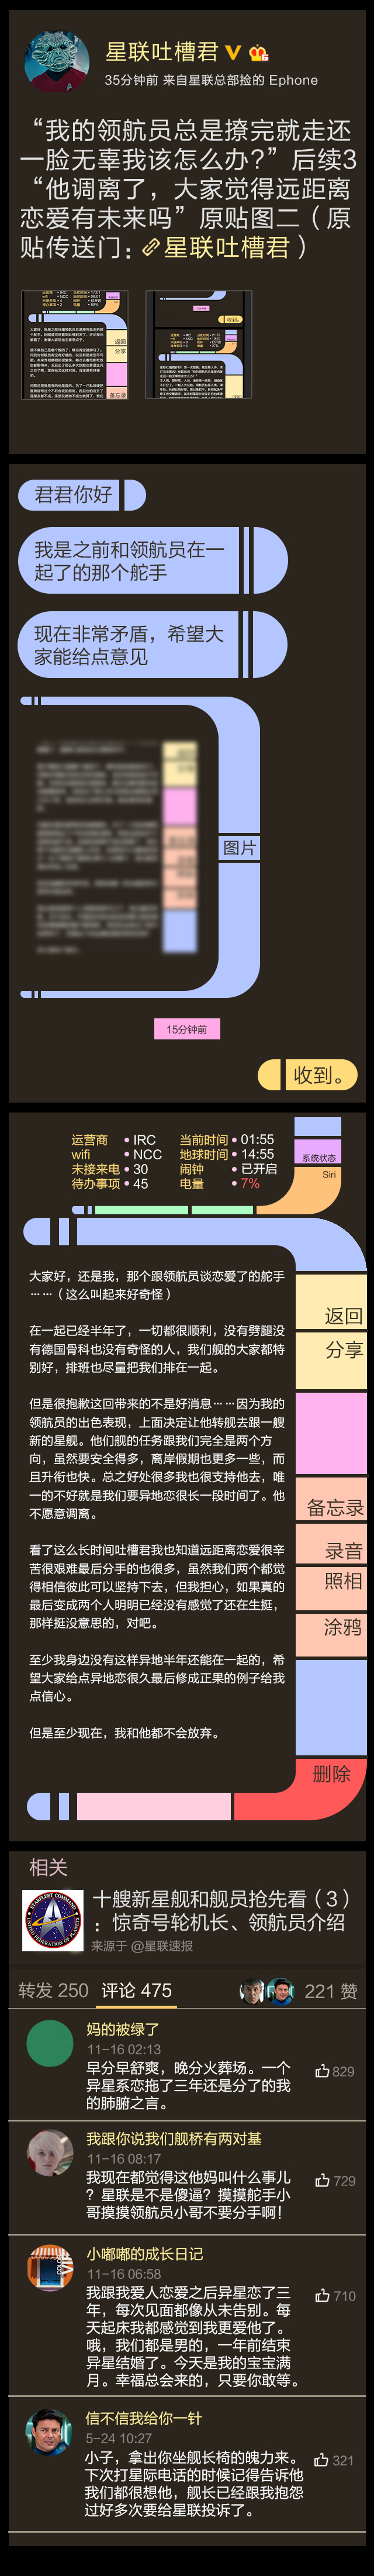 星联吐槽君
35分钟前 来自星联总部捡的 Ephone
“我的领航员总是撩完就走还
一脸无辜我该怎么办?”后续3
“他调离了，大家觉得远距离
恋爱有未来吗”原贴图二（原
贴传送门：星联吐槽君）
君君你好
我是之前和领航员在一
起了的那个舵手
现在非常矛盾，希望大
家能给点意见
图片
15分钟前
收到。
运营商 • IRC 当前时间 • 01:55
wifi • NCC 地球时间 • 14:55
未接来电 • 30 闹钟 • 已开启
待办事项 • 45 电量 • 7%
系统状态
Siri
返回
分享
备忘录
录音
照相
涂鸦
删除
大家好，还是我，那个跟领航员谈恋爱了的舵手
……（这么叫起来好奇怪）
在一起已经半年了，一切都很顺利，没有劈腿没
有德国骨科也没有奇怪的人，我们舰的大家都特
别好，排班也尽量把我们排在一起。
但是很抱歉这回带来的不是好消息……因为我的
领航员的出色表现，上面决定让他转舰去跟一艘
新的星舰。他们舰的任务跟我们完全是两个方
向，虽然要安全得多，离岸假期也更多一些，而
且升衔也快。总之好处很多我也很支持他去，唯
一的不好就是我们要异地恋很长一段时间了。他
不愿意调离。
看了这么长时间吐槽君我也知道远距离恋爱很辛
苦很艰难最后分手的也很多，虽然我们两个都觉
得相信彼此可以坚持下去，但我担心，如果真的
最后变成两个人明明已经没有感觉了还在生挺，
那样挺没意思的，对吧。
至少我身边没有这样异地半年还能在一起的，希
望大家给点异地恋很久最后修成正果的例子给我
点信心。
但是至少现在，我和他都不会放弃。
相关
十艘新星舰和舰员抢先看（3）
：惊奇号轮机长、领航员介绍
来源于 @星联速报
转发 250 评论 475 221 赞
妈的被绿了
11-16 02:13
早分早舒爽，晚分火葬场。一个
异星系恋拖了三年还是分了的我
的肺腑之言。
829
我跟你说我们舰桥有两对基
11-16 08:17
我现在都觉得这他妈叫什么事儿
？星联是不是傻逼？摸摸舵手小
哥摸摸领航员小哥不要分手啊！
729
小嘟嘟的成长日记
11-16 06:58
我跟我爱人恋爱之后异星恋了三
年，每次见面都像从未告别。每
天起床我都感觉到我更爱他了。
哦，我们都是男的，一年前结束
异星结婚了。今天是我的宝宝满
月。幸福总会来的，只要你敢等。
710
信不信我给你一针
5-24 10:27
小子，拿出你坐舰长椅的魄力来。
下次打星际电话的时候记得告诉他
我们都很想他，舰长已经跟我抱怨
过好多次要给星联投诉了。
321